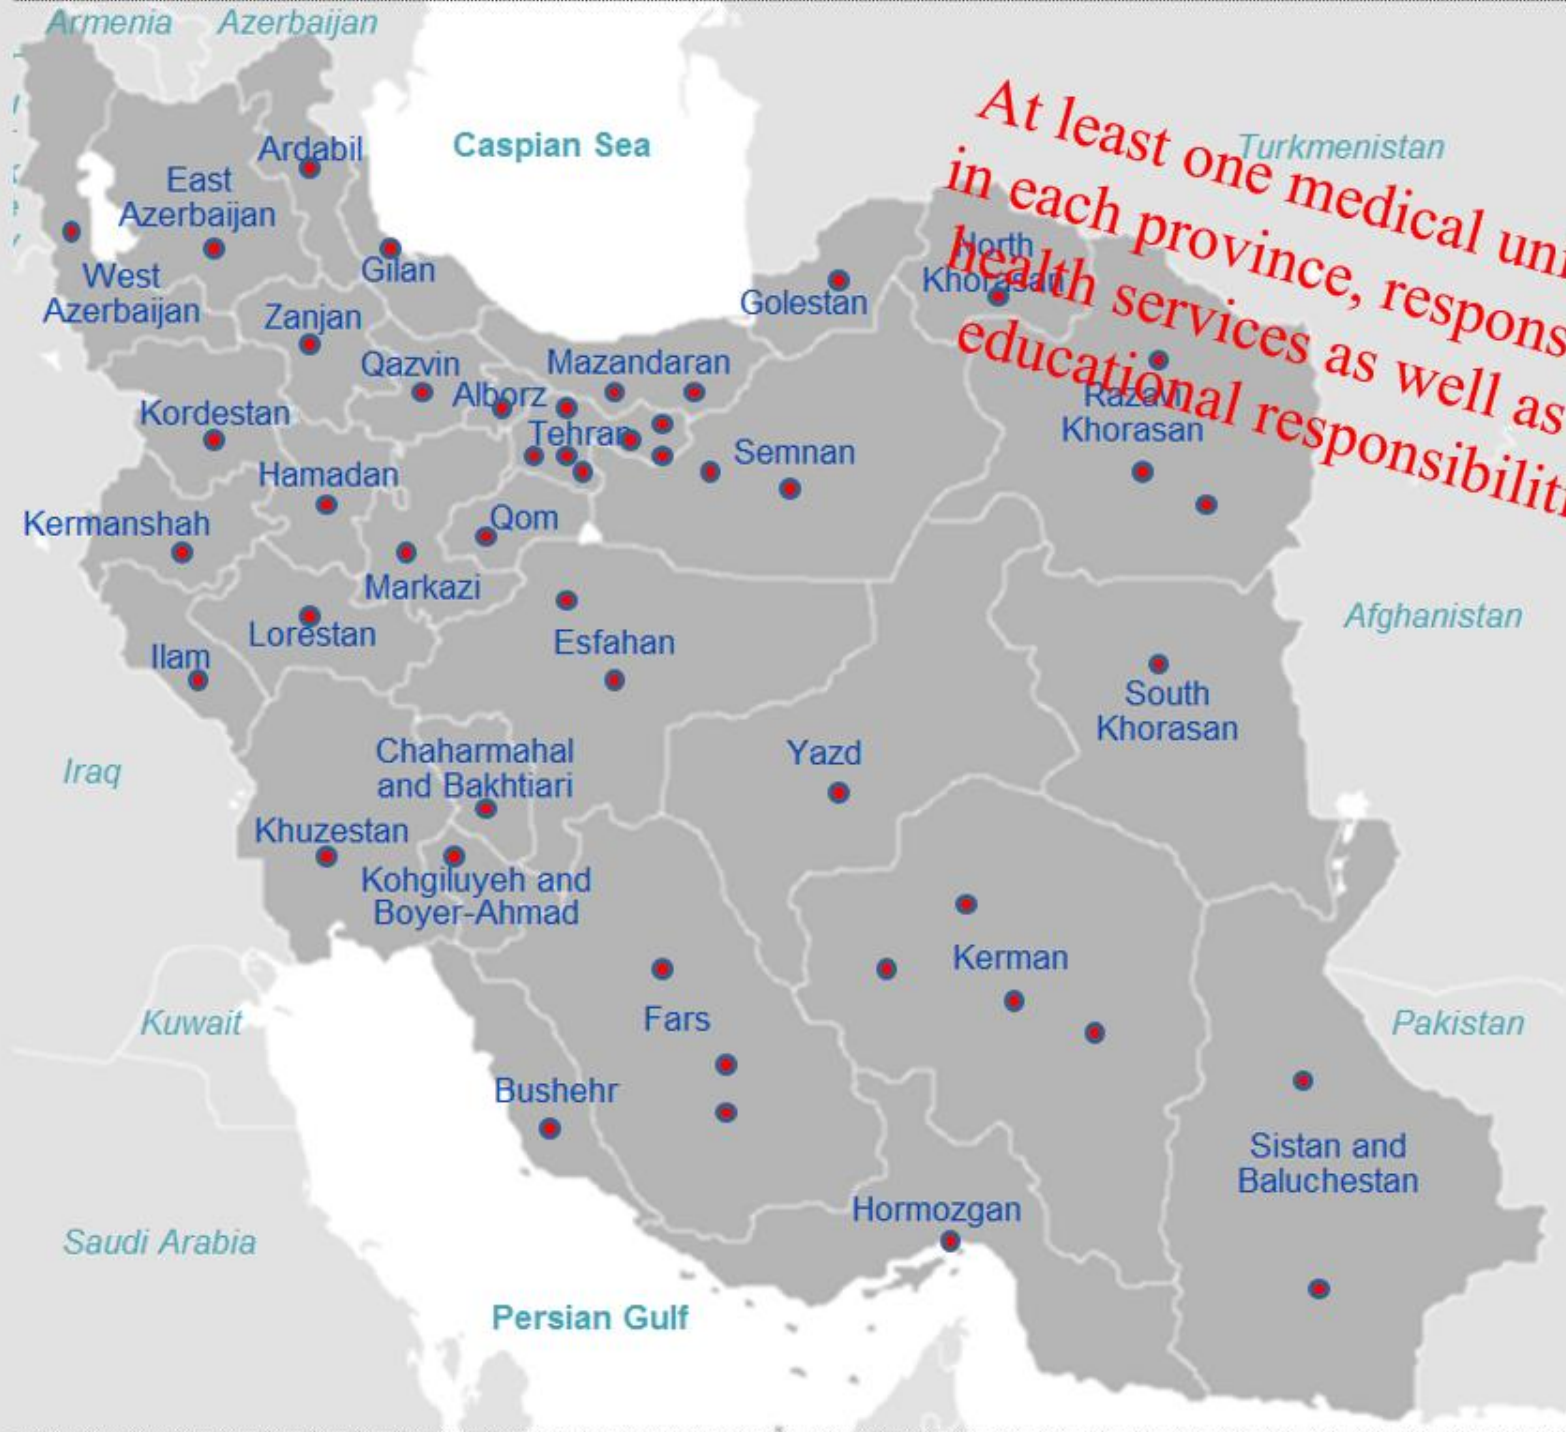 Armenia
Azerbaijan
Caspian Sea
Turkmenistan
At least one medical
in each province,
health services as well as
educational
Ardabil
East
Azerbaijan
West
Azerbaijan
Gilan
Golestan
North
Khorasan
Zanjan
Qazvin
Alborz
Mazandaran
Tehran
Kordestan
Hamadan
Semnan
Razavi
Khorasan
Kermanshah
Qom
Markazi
Lorestan
Ilam
Esfahan
Afghanistan
South
Khorasan
Iraq
Chaharmahal
and Bakhtiari
Yazd
Khuzestan
Kohgiluyeh and
Boyer-Ahmad
Kerman
Fars
Kuwait
Pakistan
Bushehr
Sistan and
Baluchestan
Hormozgan
Saudi Arabia
Persian Gulf